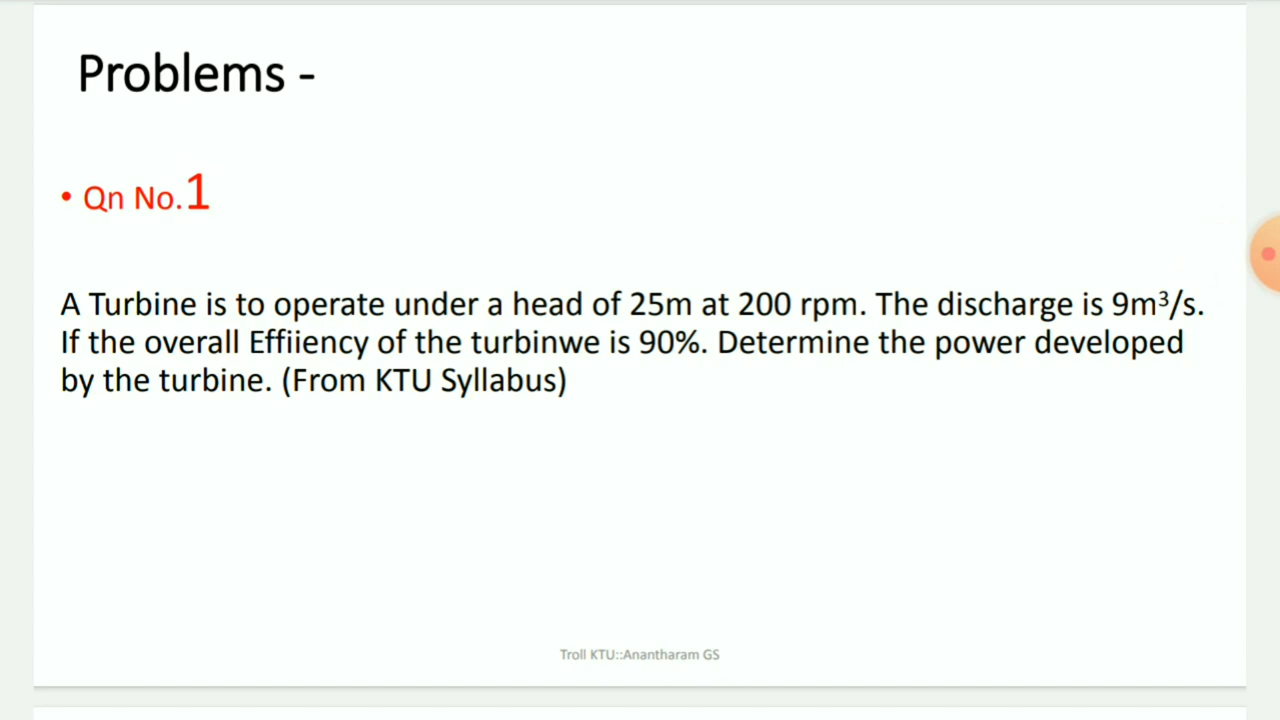 Problems -
• Qn No.1
A Turbine is to operate under a head of 25m at 200 rpm. The discharge is 9m³/s.
If the overall Effiiency of the turbinwe is 90%. Determine the power developed
by the turbine. (From KTU Syllabus)
Troll KTU::Anantharam GS